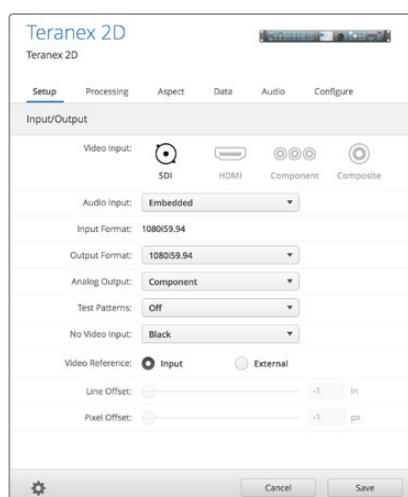 Teranex 2D
Teranex 2D
Setup Processing Aspect Data Audio Configure
Input/Output
Video Input:
SDI HDMI Component Composite
Audio Input: Embedded
Input Format: 1080i59.94
Output Format: 1080i59.94
Analog Output: Component
Test Patterns: Off
No Video Input: Black
Video Reference: Input External
Line Offset: -1 ln
Pixel Offset: -1 px
Cancel Save